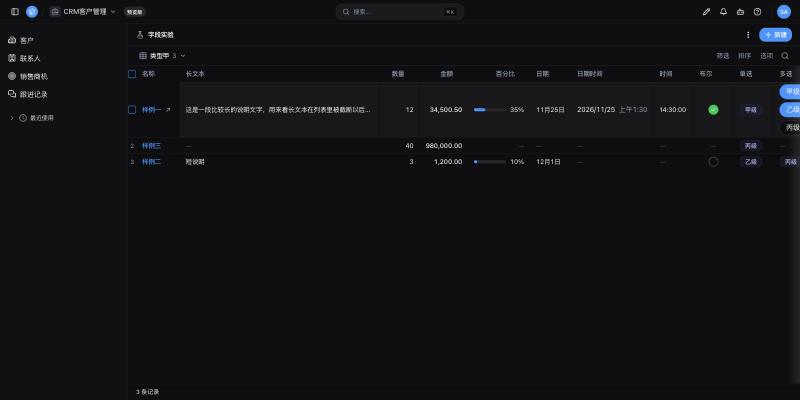 CRM客户管理 预览版 搜索... ⌘K SA
客户
联系人
销售商机
跟进记录
最近使用
字段实验 新建
类型甲 3 筛选 排序 选项
名称 长文本 数量 金额 百分比 日期 日期时间 时间 布尔 单选 多选
样例一 这是一段比较长的说明文字，用来看长文本在列表里被截断以后... 12 34,500.50 35% 11月25日 2026/11/25 上午1:30 14:30:00 甲级 甲级 乙级 丙级
2 样例三 — 40 980,000.00 — — — — — 丙级 —
3 样例二 短说明 3 1,200.00 10% 12月1日 — — 乙级 丙级
3 条记录